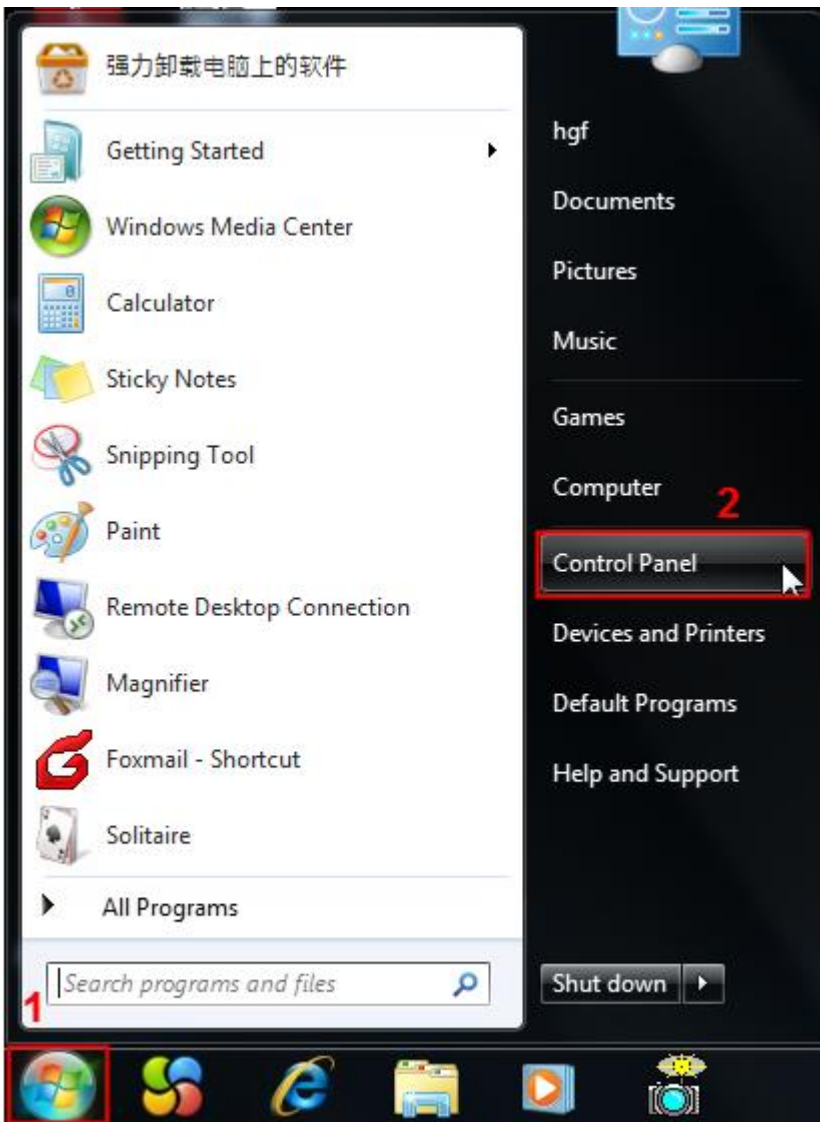 强力卸载电脑上的软件
Getting Started
Windows Media Center
Calculator
Sticky Notes
Snipping Tool
Paint
Remote Desktop Connection
Magnifier
Foxmail - Shortcut
Solitaire
All Programs
Search programs and files
1
hgf
Documents
Pictures
Music
Games
Computer
2
Control Panel
Devices and Printers
Default Programs
Help and Support
Shut down